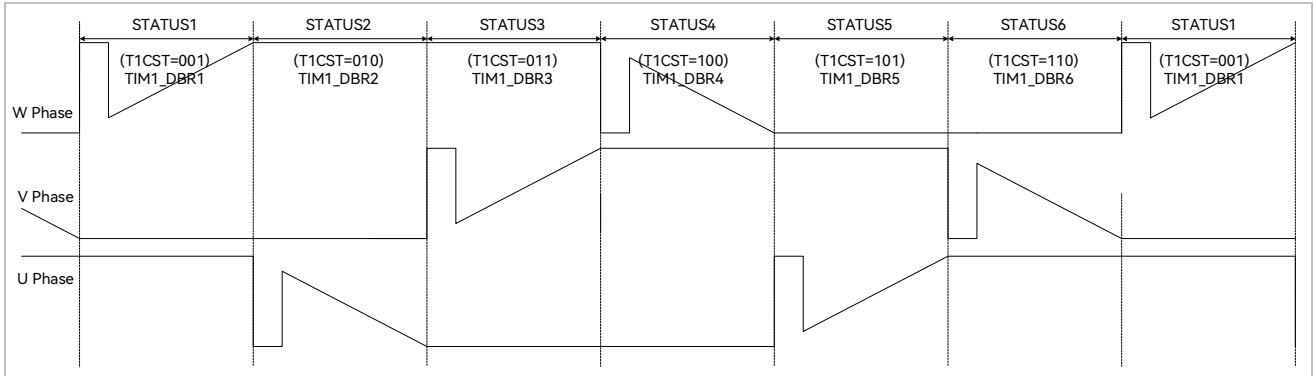 STATUS1 STATUS2 STATUS3 STATUS4 STATUS5 STATUS6 STATUS1
(T1CST=001) (T1CST=010) (T1CST=011) (T1CST=100) (T1CST=101) (T1CST=110) (T1CST=001)
TIM1_DBR1 TIM1_DBR2 TIM1_DBR3 TIM1_DBR4 TIM1_DBR5 TIM1_DBR6 TIM1_DBR1
W Phase
V Phase
U Phase